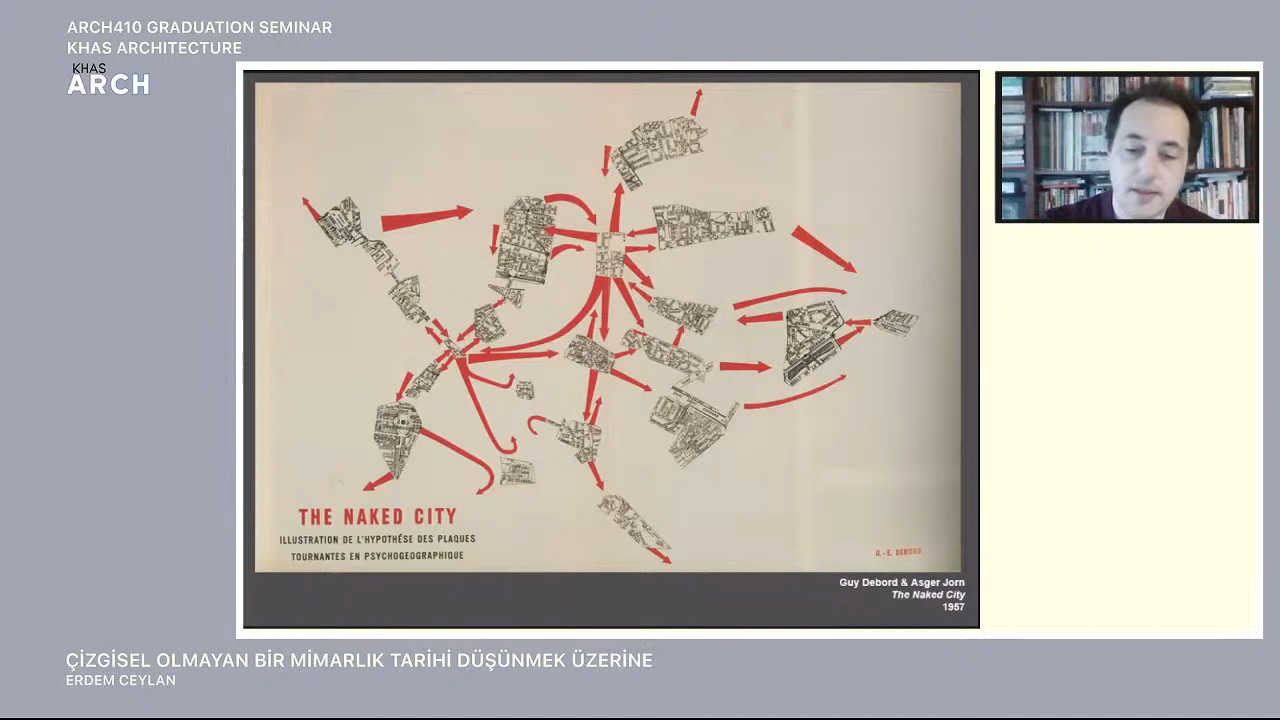 ARCH410 GRADUATION SEMINAR
KHAS ARCHITECTURE
KHAS
ARCH
THE NAKED CITY
ILLUSTRATION DE L'HYPOTHÉSE DES PLAQUES
TOURNANTES EN PSYCHOGEOGRAPHIQUE
G.-E. DEBORD
Guy Debord & Asger Jorn
The Naked City
1957
ÇİZGİSEL OLMAYAN BİR MİMARLIK TARİHİ DÜŞÜNMEK ÜZERİNE
ERDEM CEYLAN